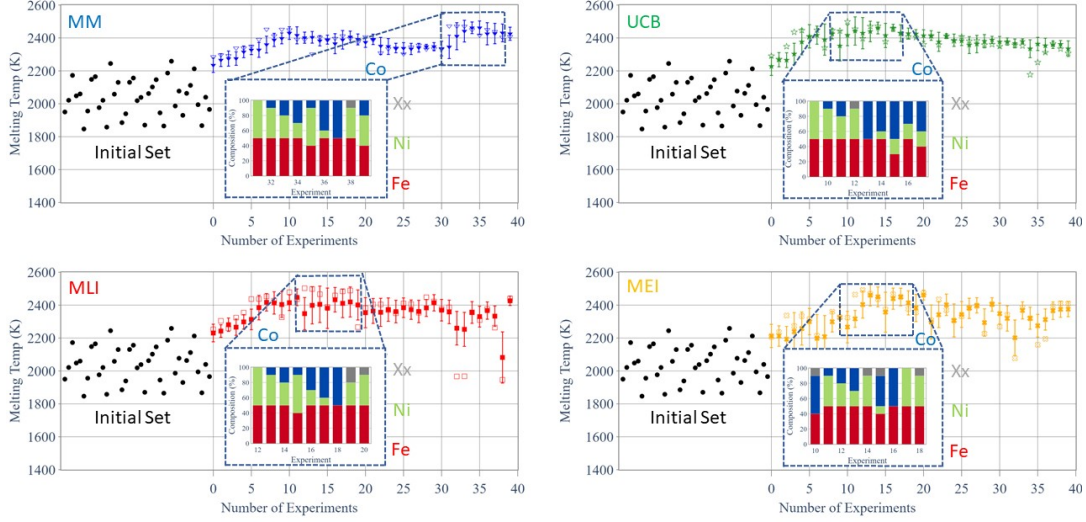 MM
Melting Temp (K)
2600
2400
2200
2000
1800
1600
1400
Initial Set
Co
Xx
Ni
Fe
Composition (%)
100
80
60
40
20
0
32
34
36
38
Experiment
0
5
10
15
20
25
30
35
40
Number of Experiments
UCB
Melting Temp (K)
2600
2400
2200
2000
1800
1600
1400
Initial Set
Co
Xx
Ni
Fe
Composition (%)
100
80
60
40
20
0
10
12
14
16
Experiment
0
5
10
15
20
25
30
35
40
Number of Experiments
MLI
Melting Temp (K)
2600
2400
2200
2000
1800
1600
1400
Initial Set
Co
Xx
Ni
Fe
Composition (%)
100
80
60
40
20
0
12
14
16
18
20
Experiment
0
5
10
15
20
25
30
35
40
Number of Experiments
MEI
Melting Temp (K)
2600
2400
2200
2000
1800
1600
1400
Initial Set
Co
Xx
Ni
Fe
Composition (%)
100
80
60
40
20
0
10
12
14
16
18
Experiment
0
5
10
15
20
25
30
35
40
Number of Experiments